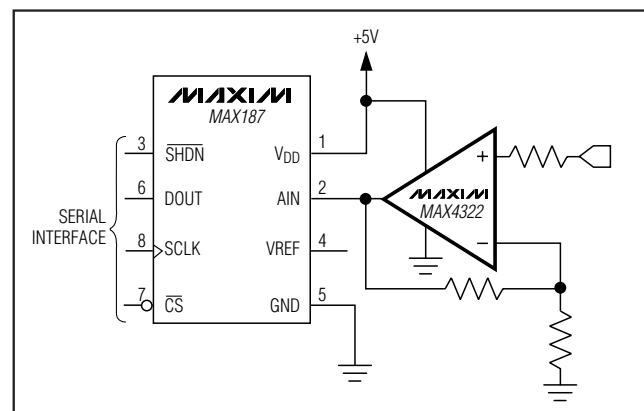 +5V
MAXIM
MAX187
3 SHDN
VDD 1
6 DOUT
AIN 2
SERIAL
INTERFACE
8 SCLK
VREF 4
7 CS
GND 5
+
MAXIM
MAX4322
−